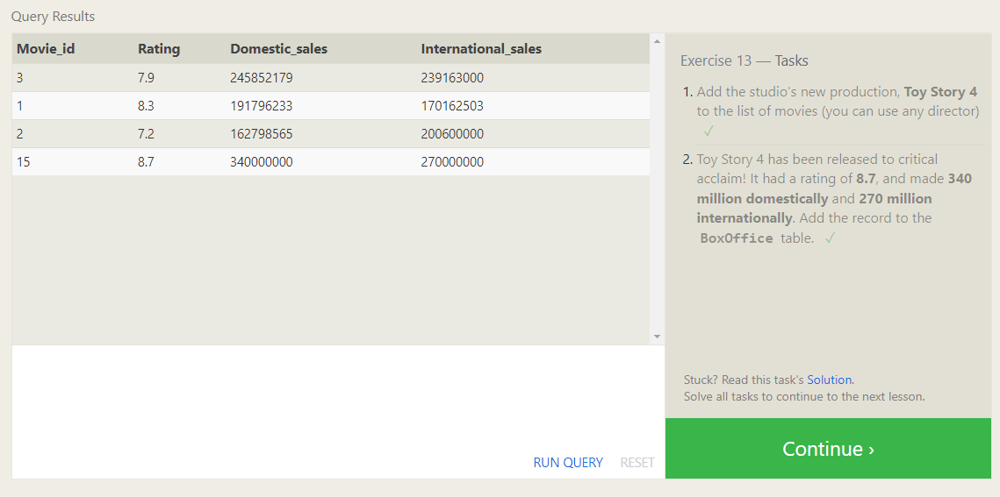 Query Results
Movie_id Rating Domestic_sales International_sales
3 7.9 245852179 239163000
1 8.3 191796233 170162503
2 7.2 162798565 200600000
15 8.7 340000000 270000000
RUN QUERY RESET
Exercise 13 — Tasks
1. Add the studio's new production, Toy Story 4
to the list of movies (you can use any director)
✓
2. Toy Story 4 has been released to critical
acclaim! It had a rating of 8.7, and made 340
million domestically and 270 million
internationally. Add the record to the
BoxOffice table. ✓
Stuck? Read this task's Solution.
Solve all tasks to continue to the next lesson.
Continue ›